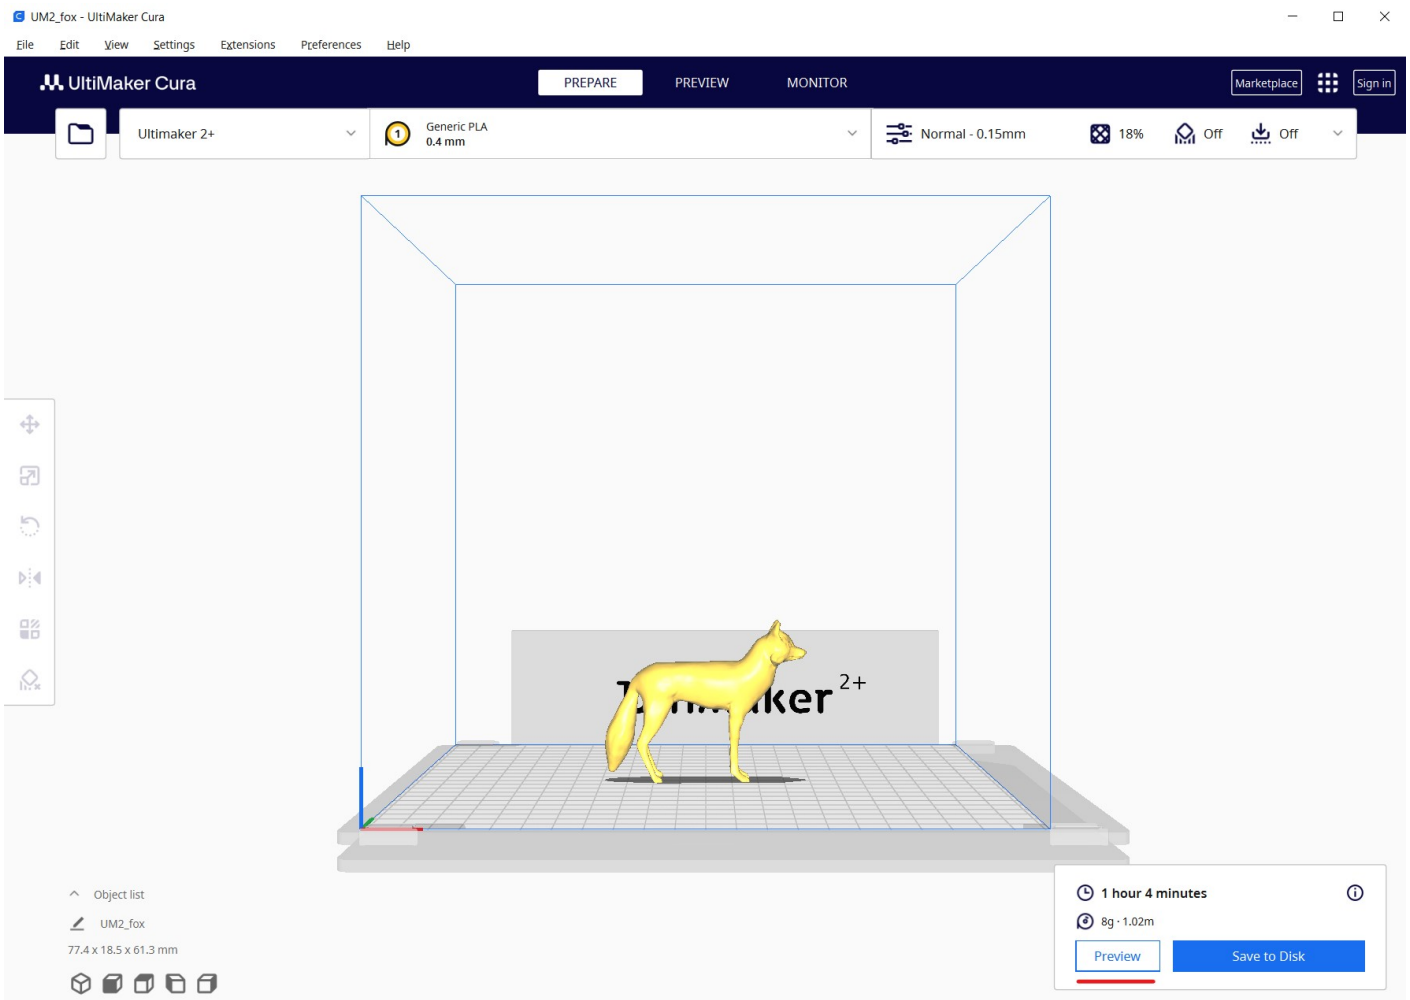 UM2_fox - UltiMaker Cura
File Edit View Settings Extensions Preferences Help
UltiMaker Cura
PREPARE PREVIEW MONITOR
Marketplace Sign in
Ultimaker 2+
1
Generic PLA
0.4 mm
Normal - 0.15mm 18% Off Off
2+
Object list
UM2_fox
77.4 x 18.5 x 61.3 mm
1 hour 4 minutes
8g · 1.02m
Preview Save to Disk